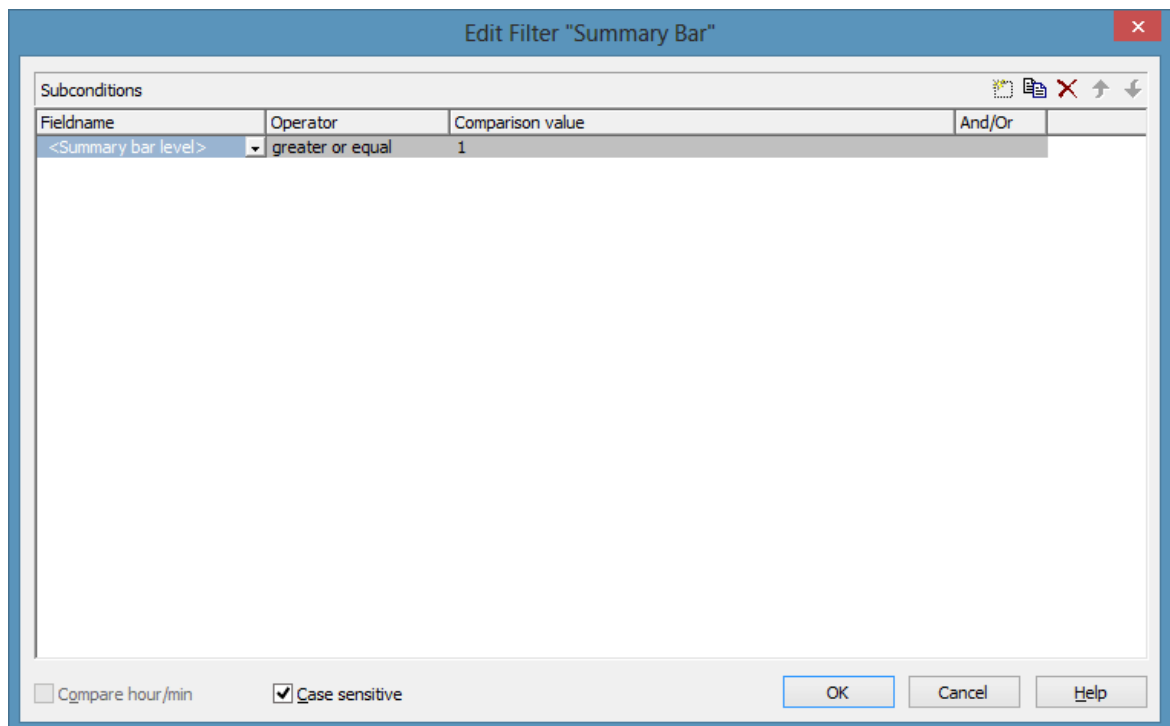 Edit Filter "Summary Bar"
Subconditions
Fieldname Operator Comparison value And/Or
<Summary bar level> greater or equal 1
Compare hour/min Case sensitive OK Cancel Help